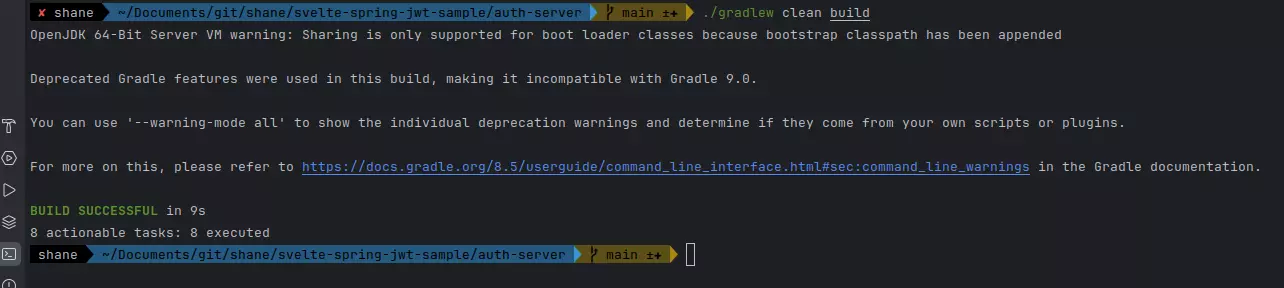 ✘ shane ~/Documents/git/shane/svelte-spring-jwt-sample/auth-server main ±✚ ./gradlew clean build
OpenJDK 64-Bit Server VM warning: Sharing is only supported for boot loader classes because bootstrap classpath has been appended
Deprecated Gradle features were used in this build, making it incompatible with Gradle 9.0.
You can use '--warning-mode all' to show the individual deprecation warnings and determine if they come from your own scripts or plugins.
For more on this, please refer to https://docs.gradle.org/8.5/userguide/command_line_interface.html#sec:command_line_warnings in the Gradle documentation.
BUILD SUCCESSFUL in 9s
8 actionable tasks: 8 executed
shane ~/Documents/git/shane/svelte-spring-jwt-sample/auth-server main ±✚